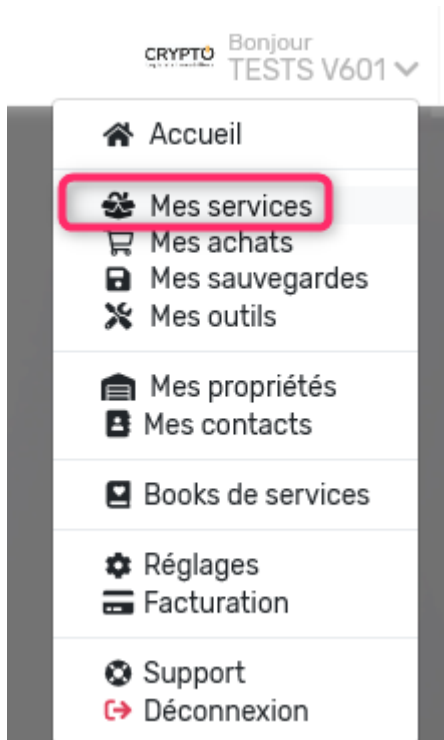 CRYPTO
Bonjour
TESTS V601
Accueil
Mes services
Mes achats
Mes sauvegardes
Mes outils
Mes propriétés
Mes contacts
Books de services
Réglages
Facturation
Support
Déconnexion